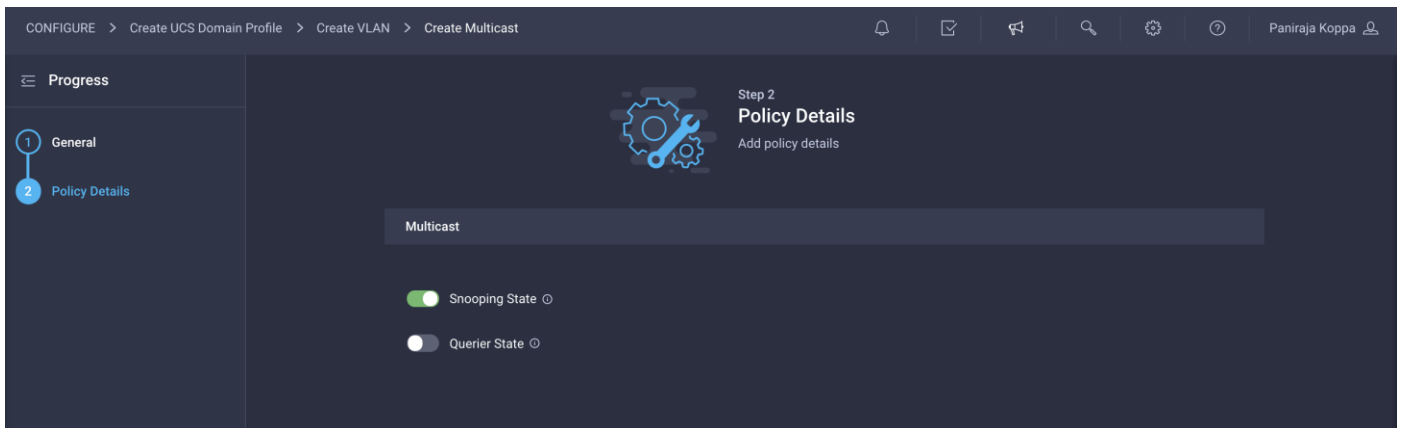 CONFIGURE > Create UCS Domain Profile > Create VLAN > Create Multicast
Paniraja Koppa
Progress
1 General
2 Policy Details
Step 2
Policy Details
Add policy details
Multicast
Snooping State
Querier State